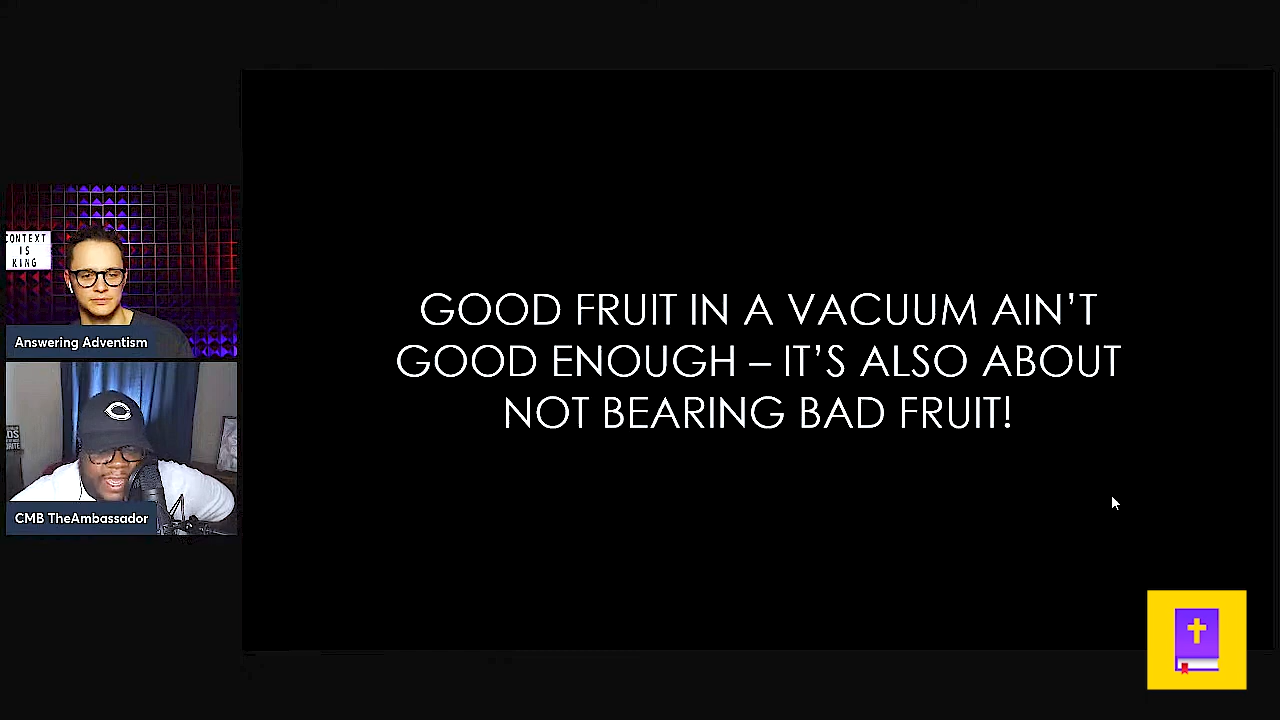 CONTEXT
IS
KING
Answering Adventism
CMB TheAmbassador
GOOD FRUIT IN A VACUUM AIN'T
GOOD ENOUGH – IT'S ALSO ABOUT
NOT BEARING BAD FRUIT!